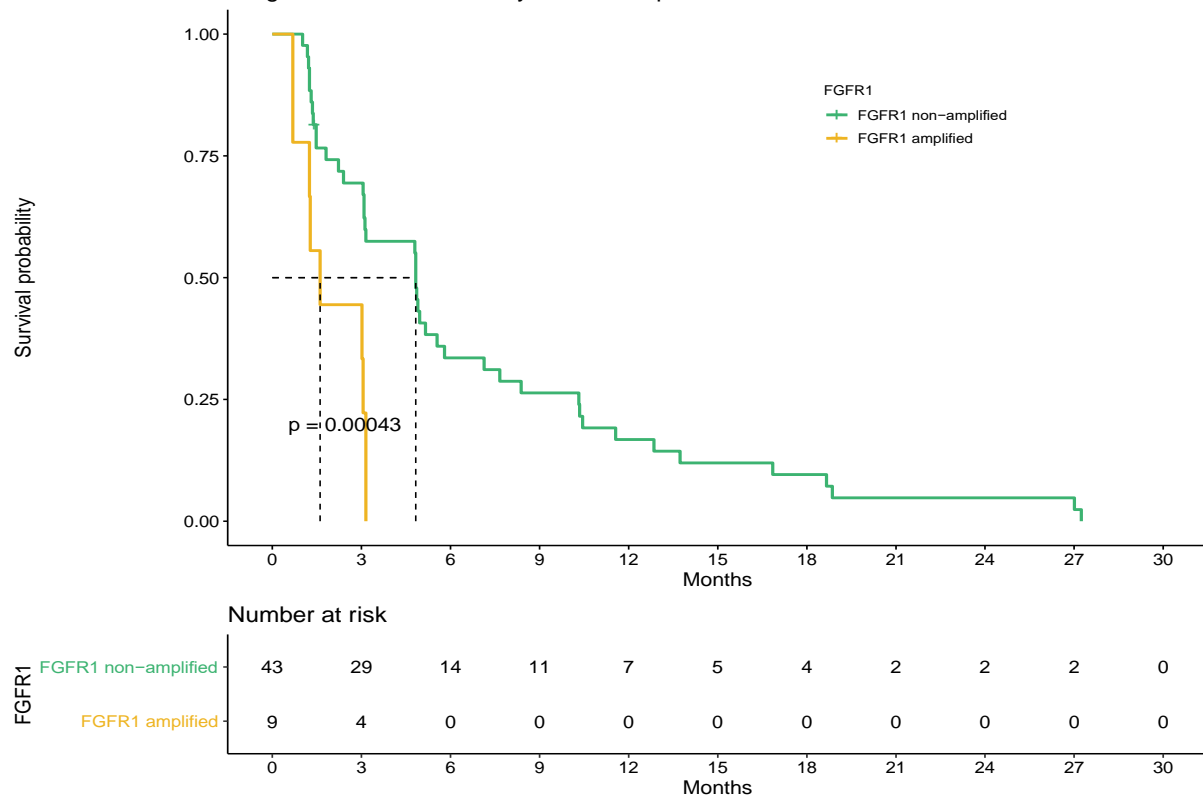 FGFR1
FGFR1 non−amplified
FGFR1 amplified
Survival probability
1.00
0.75
0.50
0.25
0.00
p = 0.00043
0 3 6 9 12 15 18 21 24 27 30
Months
Number at risk
FGFR1
FGFR1 non−amplified 43 29 14 11 7 5 4 2 2 2 0
FGFR1 amplified 9 4 0 0 0 0 0 0 0 0 0
0 3 6 9 12 15 18 21 24 27 30
Months